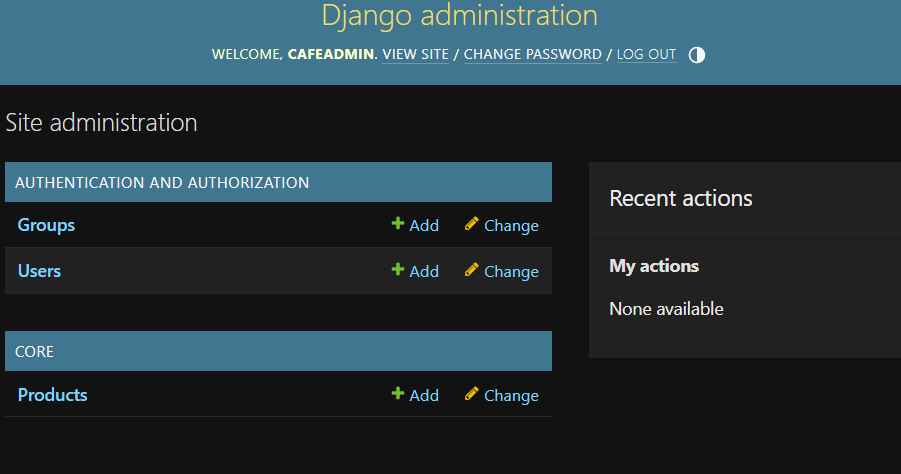 Django administration
WELCOME, CAFEADMIN. VIEW SITE / CHANGE PASSWORD / LOG OUT
Site administration
AUTHENTICATION AND AUTHORIZATION
Groups Add Change
Users Add Change
CORE
Products Add Change
Recent actions
My actions
None available